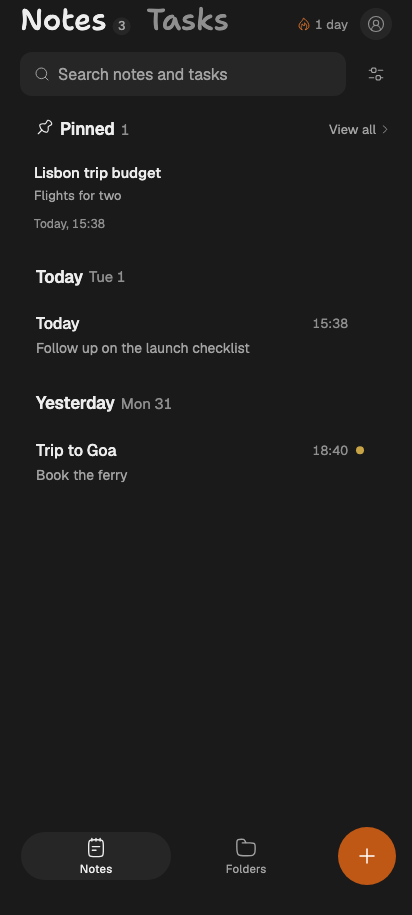 Notes 3 Tasks 1 day
Search notes and tasks
Pinned 1 View all
Lisbon trip budget
Flights for two
Today, 15:38
Today Tue 1
Today 15:38
Follow up on the launch checklist
Yesterday Mon 31
Trip to Goa 18:40
Book the ferry
Notes Folders